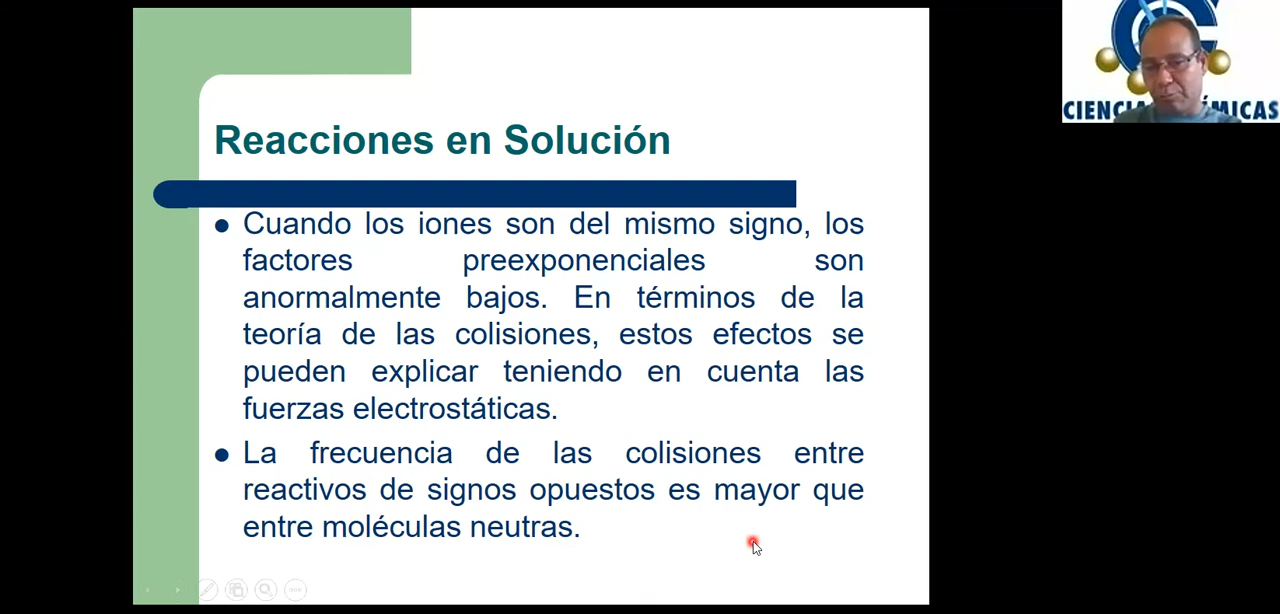 Reacciones en Solución
Cuando los iones son del mismo signo, los
factores preexponenciales son
anormalmente bajos. En términos de la
teoría de las colisiones, estos efectos se
pueden explicar teniendo en cuenta las
fuerzas electrostáticas.
La frecuencia de las colisiones entre
reactivos de signos opuestos es mayor que
entre moléculas neutras.